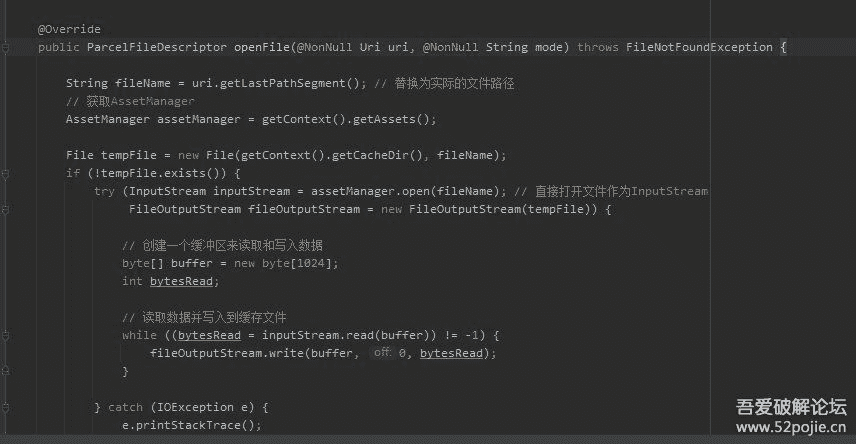 @Override
public ParcelFileDescriptor openFile(@NonNull Uri uri, @NonNull String mode) throws FileNotFoundException {
String fileName = uri.getLastPathSegment(); // 替换为实际的文件路径
// 获取AssetManager
AssetManager assetManager = getContext().getAssets();
File tempFile = new File(getContext().getCacheDir(), fileName);
if (!tempFile.exists()) {
try (InputStream inputStream = assetManager.open(fileName); // 直接打开文件作为InputStream
FileOutputStream fileOutputStream = new FileOutputStream(tempFile)) {
// 创建一个缓冲区来读取和写入数据
byte[] buffer = new byte[1024];
int bytesRead;
// 读取数据并写入到缓存文件
while ((bytesRead = inputStream.read(buffer)) != -1) {
fileOutputStream.write(buffer, off: 0, bytesRead);
}
} catch (IOException e) {
e.printStackTrace();
吾爱破解论坛
www.52pojie.cn